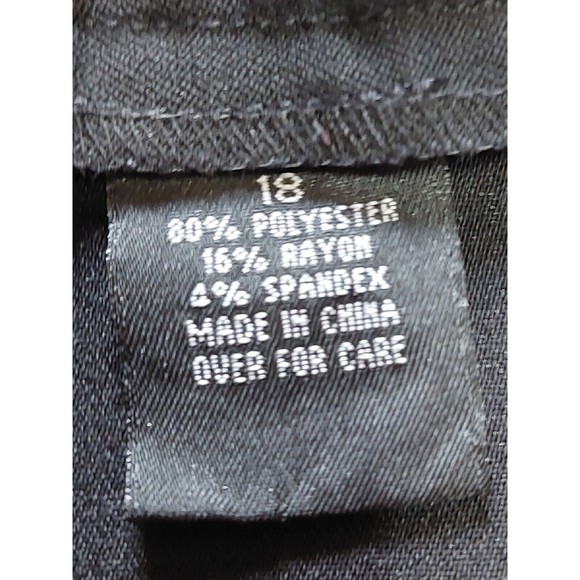 18
80% POLYESTER
16% RAYON
4% SPANDEX
MADE IN CHINA
OVER FOR CARE